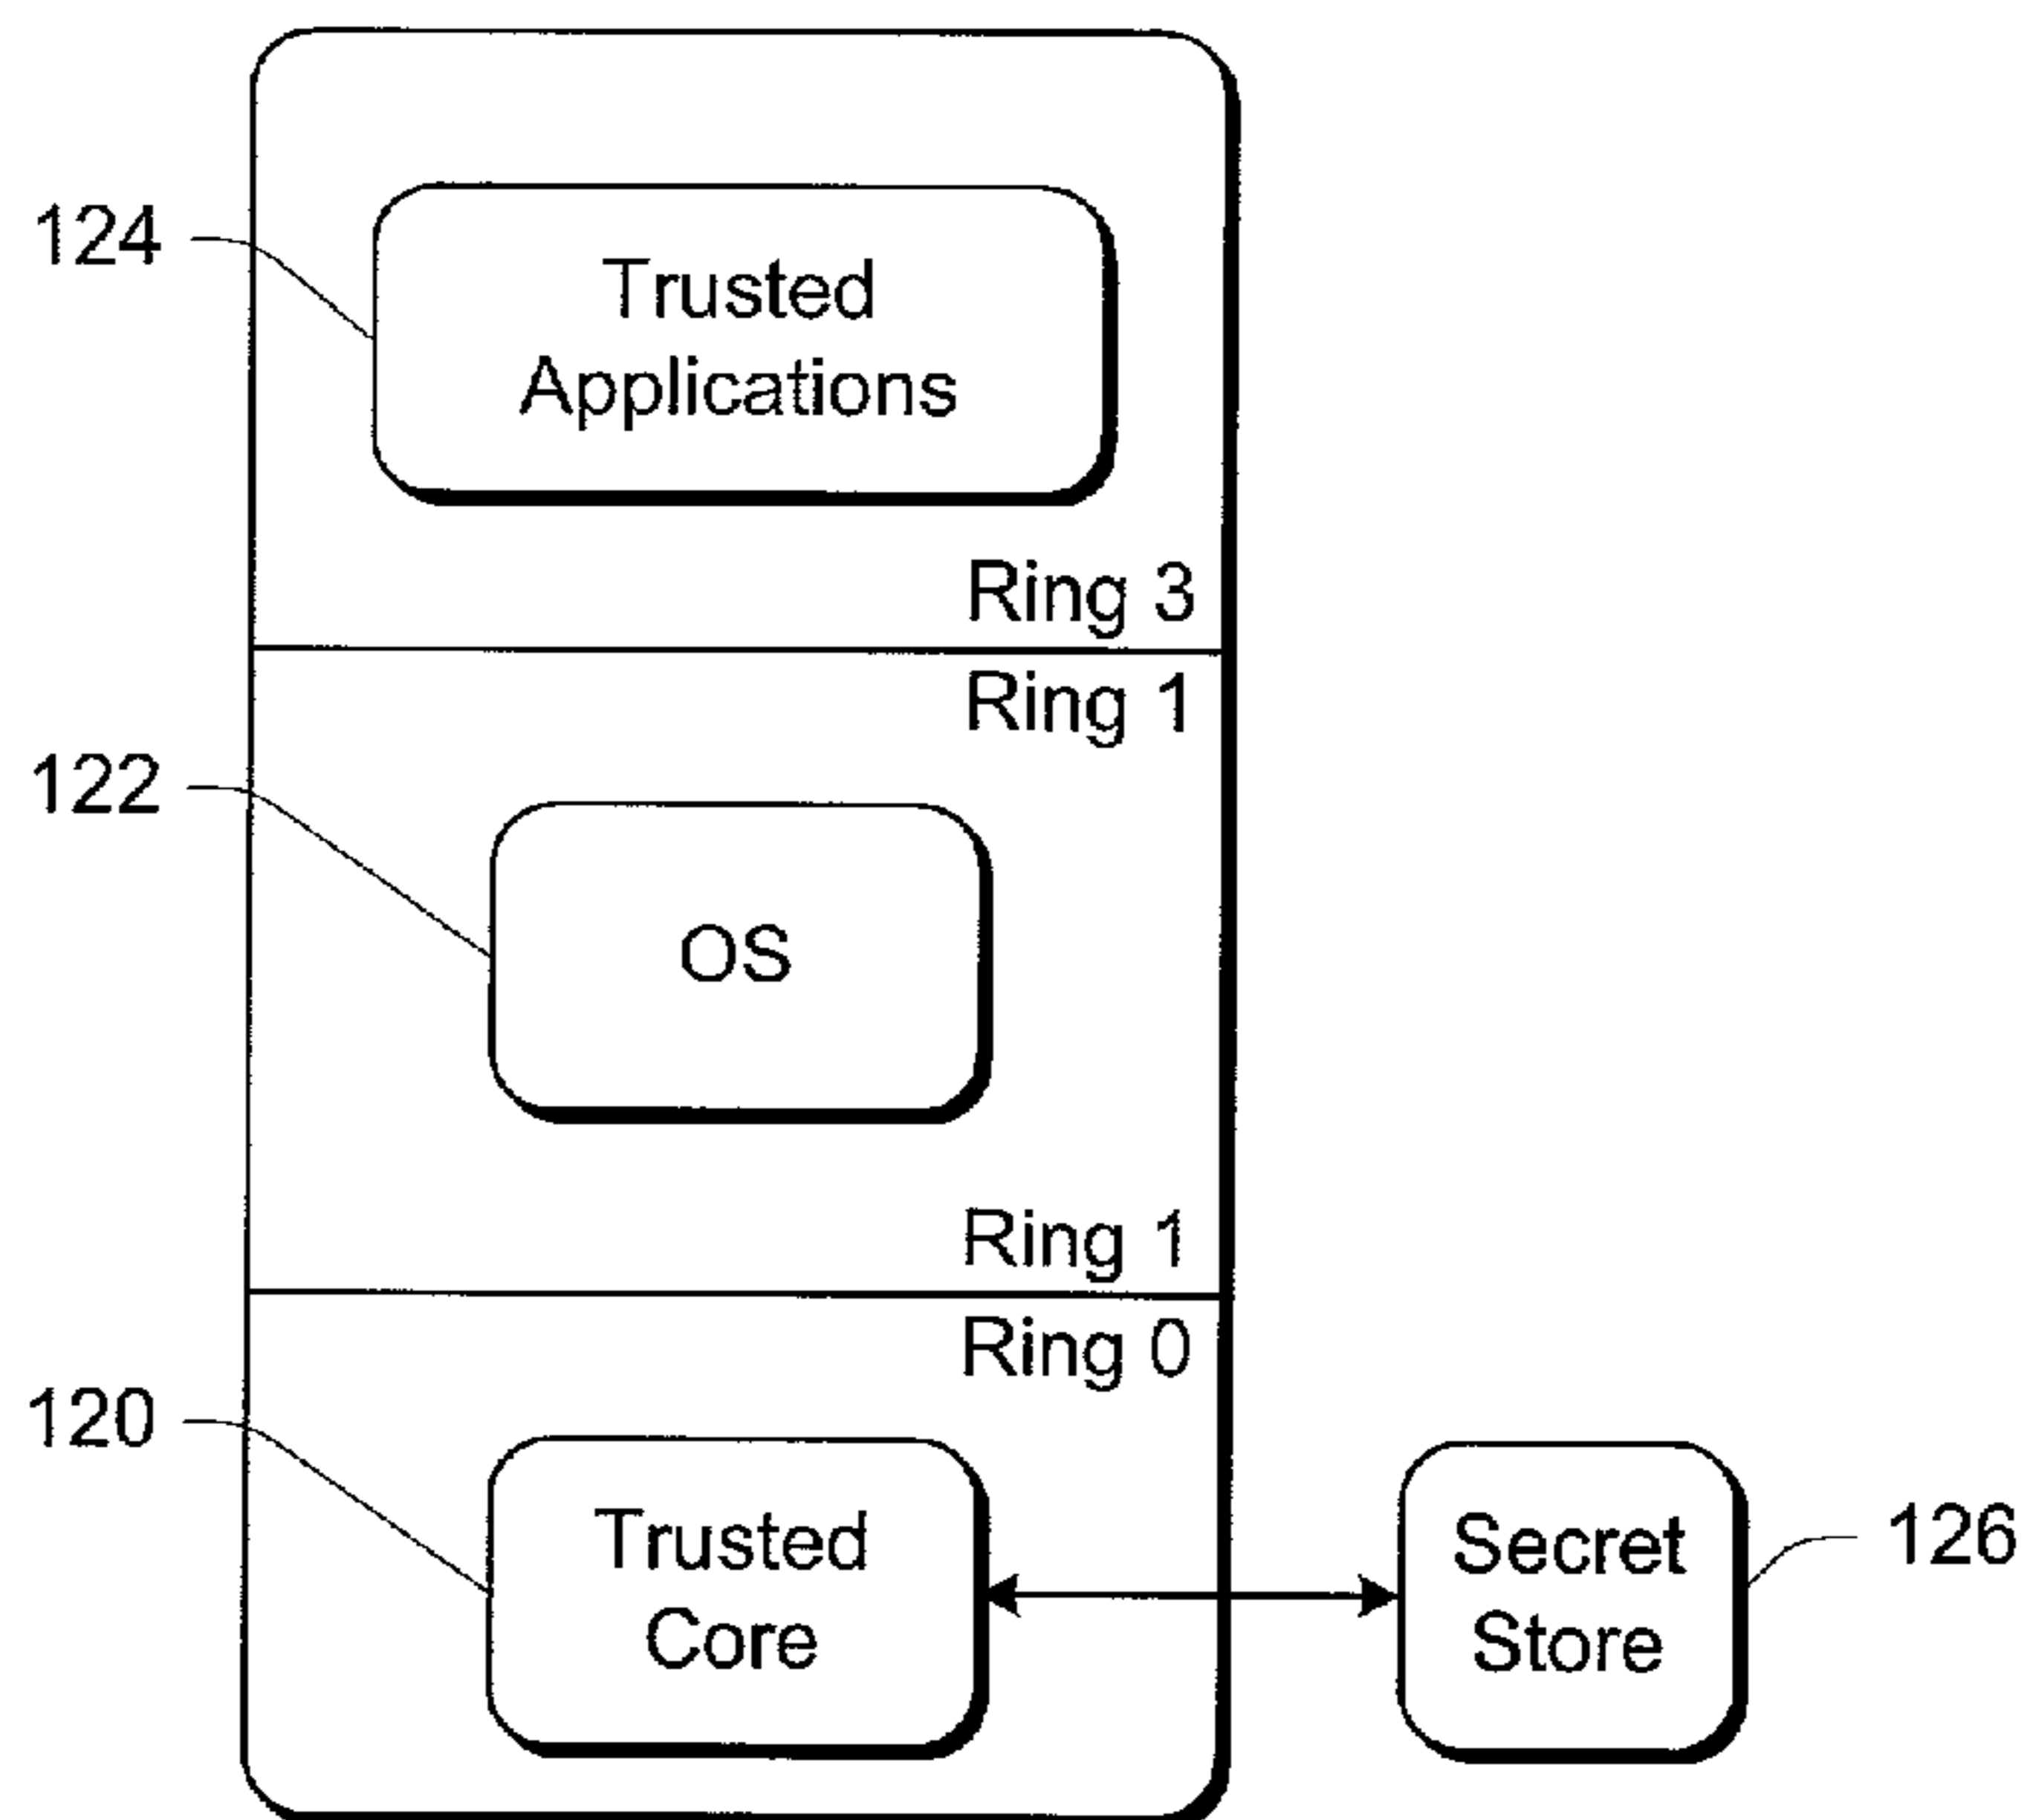 124
Trusted
Applications
Ring 3
Ring 1
122
OS
Ring 1
Ring 0
120
Trusted
Core
Secret
Store
126